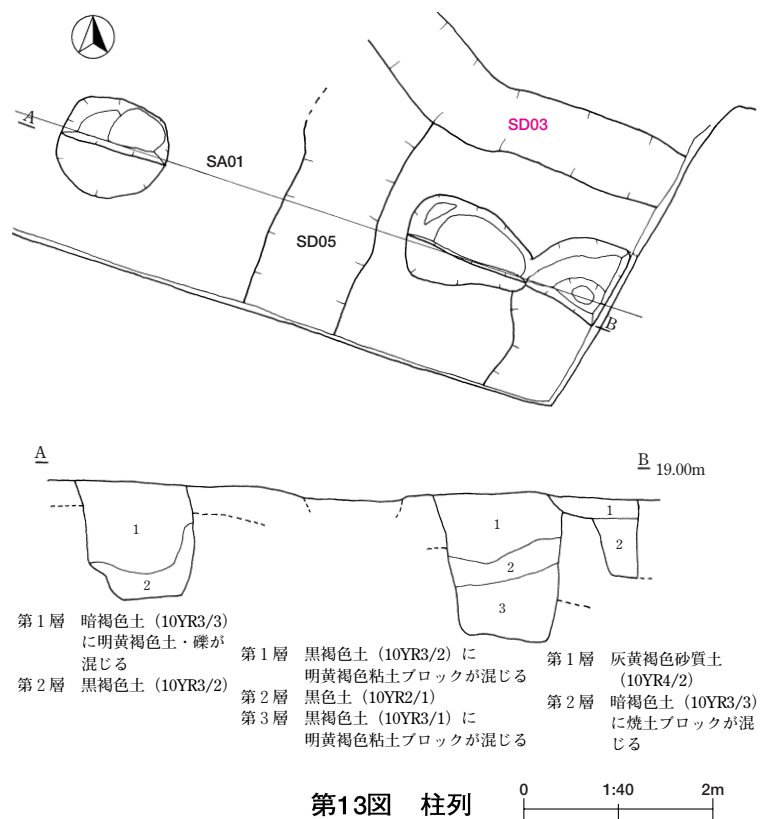 A
SA01
SD03
SD05
B
A
B 19.00m
1
2
1
2
3
1
2
第1層 暗褐色土（10YR3/3）
に明黄褐色土・礫が
混じる
第2層 黒褐色土（10YR3/2）
第1層 黒褐色土（10YR3/2）に
明黄褐色粘土ブロックが混じる
第2層 黒色土（10YR2/1）
第3層 黒褐色土（10YR3/1）に
明黄褐色粘土ブロックが混じる
第1層 灰黄褐色砂質土
（10YR4/2）
第2層 暗褐色土（10YR3/3）
に焼土ブロックが混
じる
第13図 柱列
0 1:40 2m